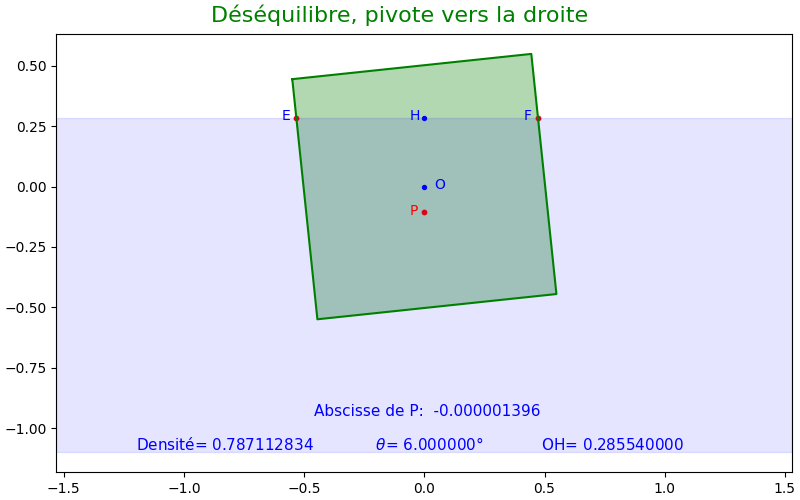 Déséquilibre, pivote vers la droite
0.50
E H F
0.25
0.00 O
P
−0.25
−0.50
−0.75
Abscisse de P: -0.000001396
−1.00
Densité= 0.787112834 θ= 6.000000° OH= 0.285540000
−1.5 −1.0 −0.5 0.0 0.5 1.0 1.5